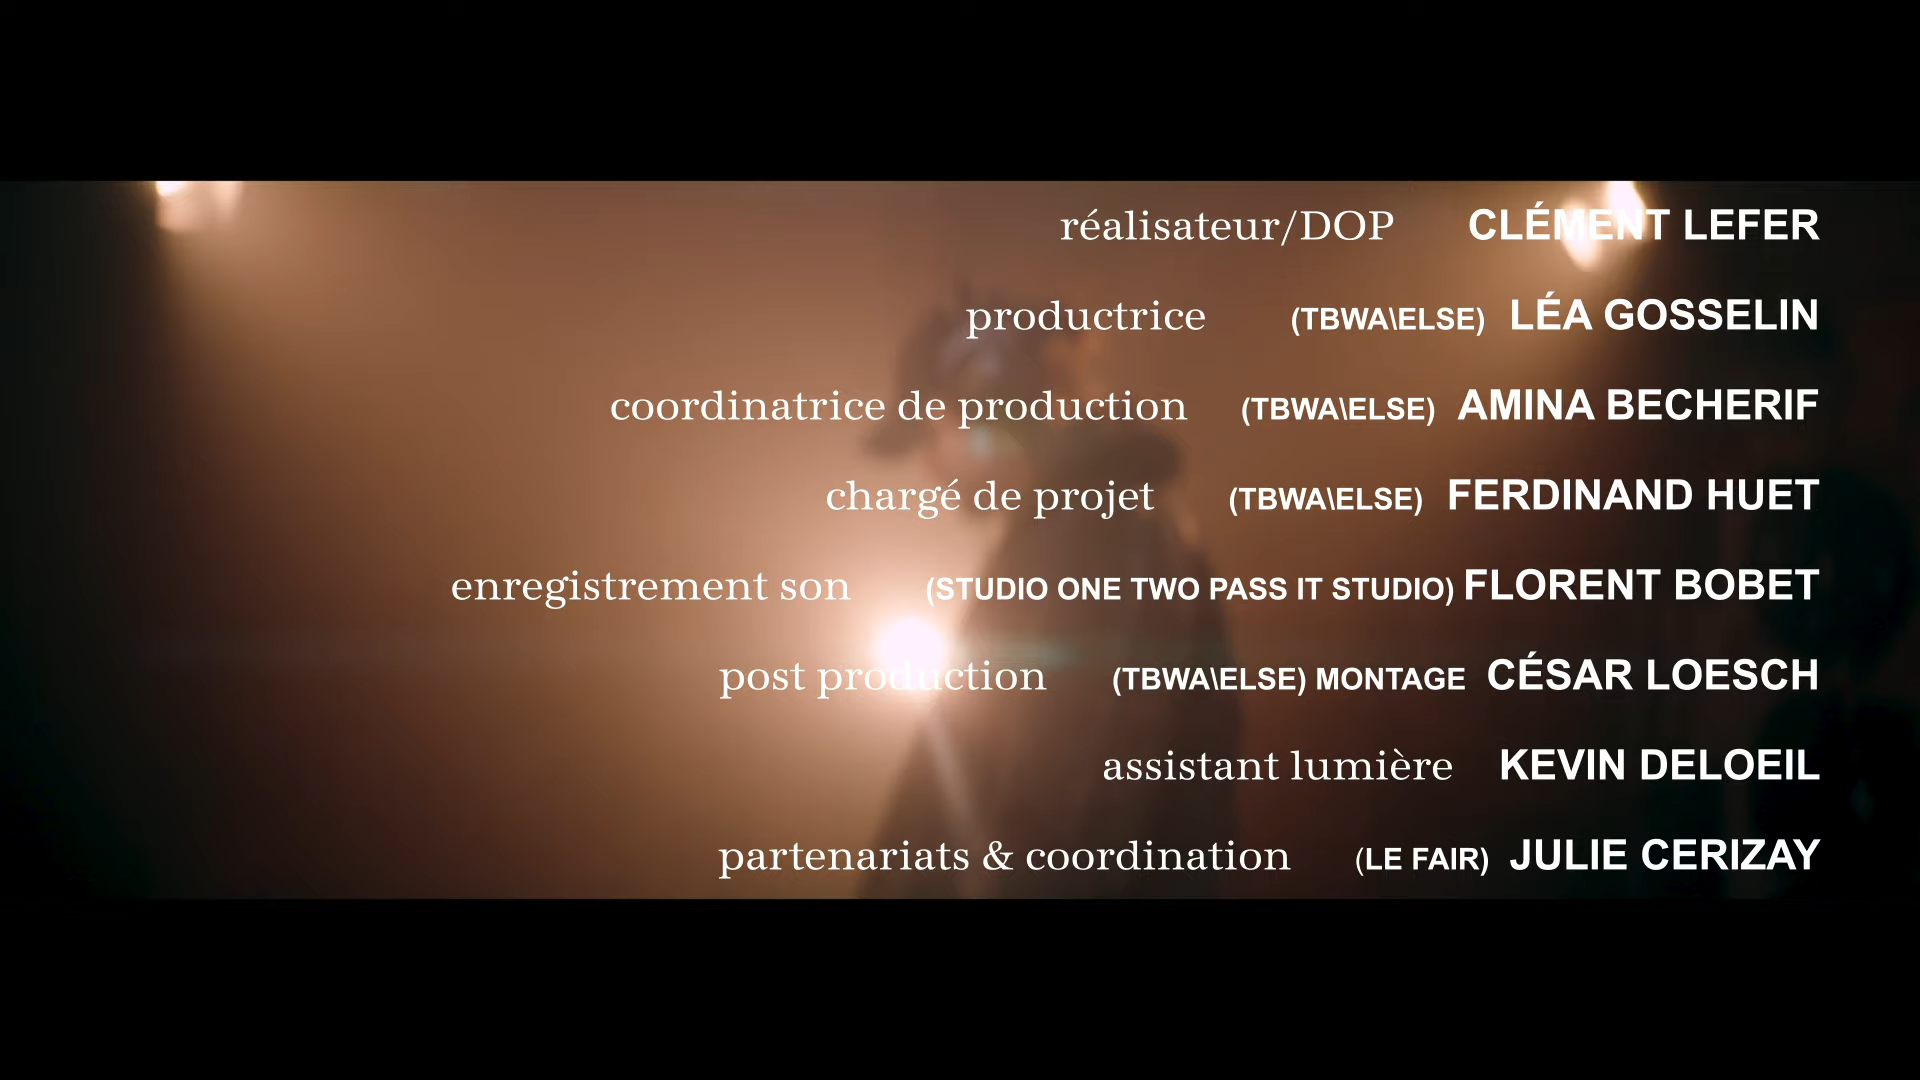 réalisateur/DOP CLÉMENT LEFER
productrice (TBWA\ELSE) LÉA GOSSELIN
coordinatrice de production (TBWA\ELSE) AMINA BECHERIF
chargé de projet (TBWA\ELSE) FERDINAND HUET
enregistrement son (STUDIO ONE TWO PASS IT STUDIO) FLORENT BOBET
post production (TBWA\ELSE) MONTAGE CÉSAR LOESCH
assistant lumière KEVIN DELOEIL
partenariats & coordination (LE FAIR) JULIE CERIZAY